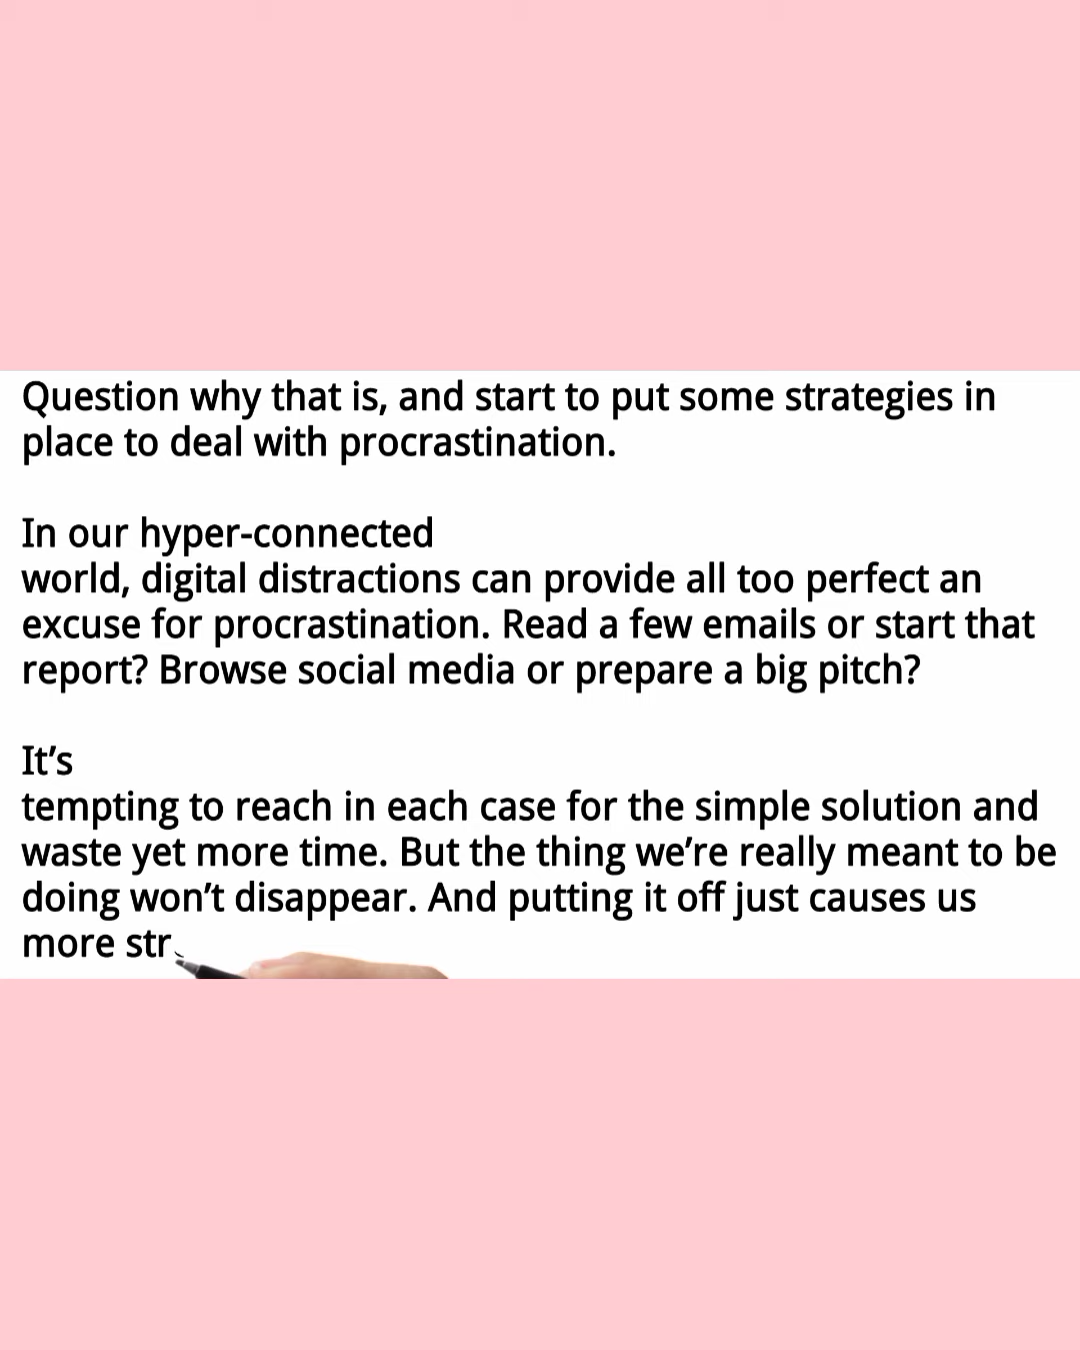 Question why that is, and start to put some strategies in
place to deal with procrastination.
In our hyper-connected
world, digital distractions can provide all too perfect an
excuse for procrastination. Read a few emails or start that
report? Browse social media or prepare a big pitch?
It’s
tempting to reach in each case for the simple solution and
waste yet more time. But the thing we’re really meant to be
doing won’t disappear. And putting it off just causes us
more str